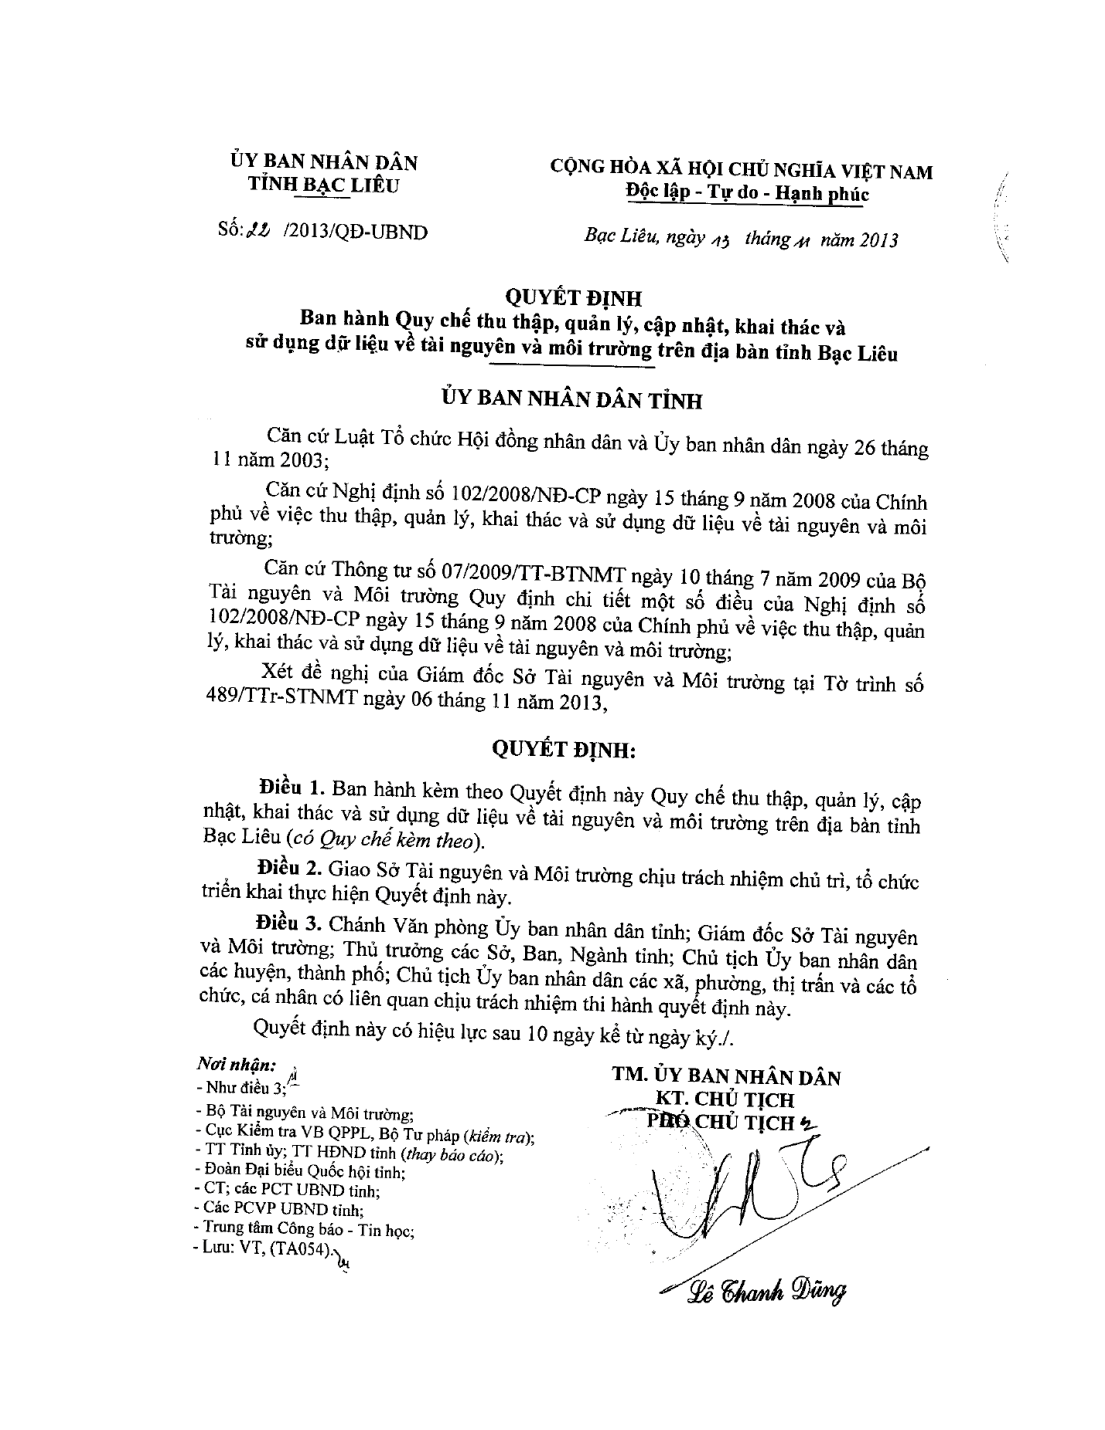 ỦY BAN NHÂN DÂN
TỈNH BẠC LIÊU
CỘNG HÒA XÃ HỘI CHỦ NGHĨA VIỆT NAM
Độc lập - Tự do - Hạnh phúc
Số: 22 /2013/QĐ-UBND
Bạc Liêu, ngày 13 tháng 11 năm 2013
QUYẾT ĐỊNH
Ban hành Quy chế thu thập, quản lý, cập nhật, khai thác và
sử dụng dữ liệu về tài nguyên và môi trường trên địa bàn tỉnh Bạc Liêu
ỦY BAN NHÂN DÂN TỈNH
Căn cứ Luật Tổ chức Hội đồng nhân dân và Ủy ban nhân dân ngày 26 tháng
11 năm 2003;
Căn cứ Nghị định số 102/2008/NĐ-CP ngày 15 tháng 9 năm 2008 của Chính
phủ về việc thu thập, quản lý, khai thác và sử dụng dữ liệu về tài nguyên và môi
trường;
Căn cứ Thông tư số 07/2009/TT-BTNMT ngày 10 tháng 7 năm 2009 của Bộ
Tài nguyên và Môi trường Quy định chi tiết một số điều của Nghị định số
102/2008/NĐ-CP ngày 15 tháng 9 năm 2008 của Chính phủ về việc thu thập, quản
lý, khai thác và sử dụng dữ liệu về tài nguyên và môi trường;
Xét đề nghị của Giám đốc Sở Tài nguyên và Môi trường tại Tờ trình số
489/TTr-STNMT ngày 06 tháng 11 năm 2013,
QUYẾT ĐỊNH:
Điều 1. Ban hành kèm theo Quyết định này Quy chế thu thập, quản lý, cập
nhật, khai thác và sử dụng dữ liệu về tài nguyên và môi trường trên địa bàn tỉnh
Bạc Liêu (có Quy chế kèm theo).
Điều 2. Giao Sở Tài nguyên và Môi trường chịu trách nhiệm chủ trì, tổ chức
triển khai thực hiện Quyết định này.
Điều 3. Chánh Văn phòng Ủy ban nhân dân tỉnh; Giám đốc Sở Tài nguyên
và Môi trường; Thủ trưởng các Sở, Ban, Ngành tỉnh; Chủ tịch Ủy ban nhân dân
các huyện, thành phố; Chủ tịch Ủy ban nhân dân các xã, phường, thị trấn và các tổ
chức, cá nhân có liên quan chịu trách nhiệm thi hành quyết định này.
Quyết định này có hiệu lực sau 10 ngày kể từ ngày ký./.
Nơi nhận:
- Như điều 3;
- Bộ Tài nguyên và Môi trường;
- Cục Kiểm tra VB QPPL, Bộ Tư pháp (kiểm tra);
- TT Tỉnh ủy; TT HĐND tỉnh (thay báo cáo);
- Đoàn Đại biểu Quốc hội tỉnh;
- CT; các PCT UBND tỉnh;
- Các PCVP UBND tỉnh;
- Trung tâm Công báo - Tin học;
- Lưu: VT, (TA054).
TM. ỦY BAN NHÂN DÂN
KT. CHỦ TỊCH
PHÓ CHỦ TỊCH
Lê Thanh Dũng